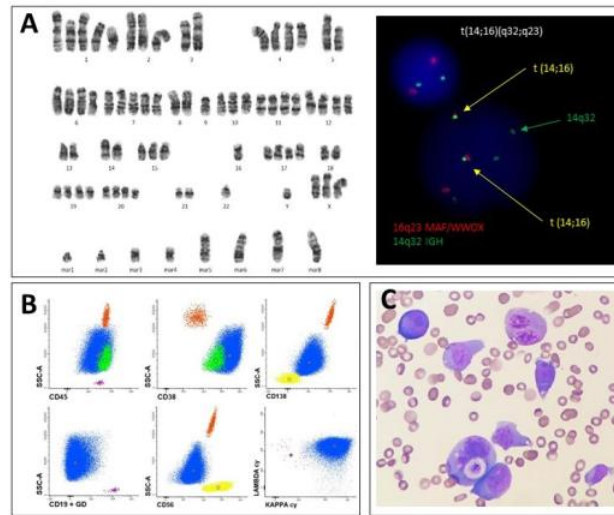 A
1 2 3 4 5
6 7 8 9 10 11 12
13 14 15 16 17 18
19 20 21 22 Y X
mar1 mar2 mar3 mar4 mar5 mar6 mar7 mar8
t(14;16)(q32;q23)
t (14;16)
14q32
t (14;16)
16q23 MAF/WWOX
14q32 IGH
B
SSC-A
CD45
SSC-A
CD38
SSC-A
CD138
SSC-A
CD19 + GD
SSC-A
CD56
LAMBDA cy
KAPPA cy
C